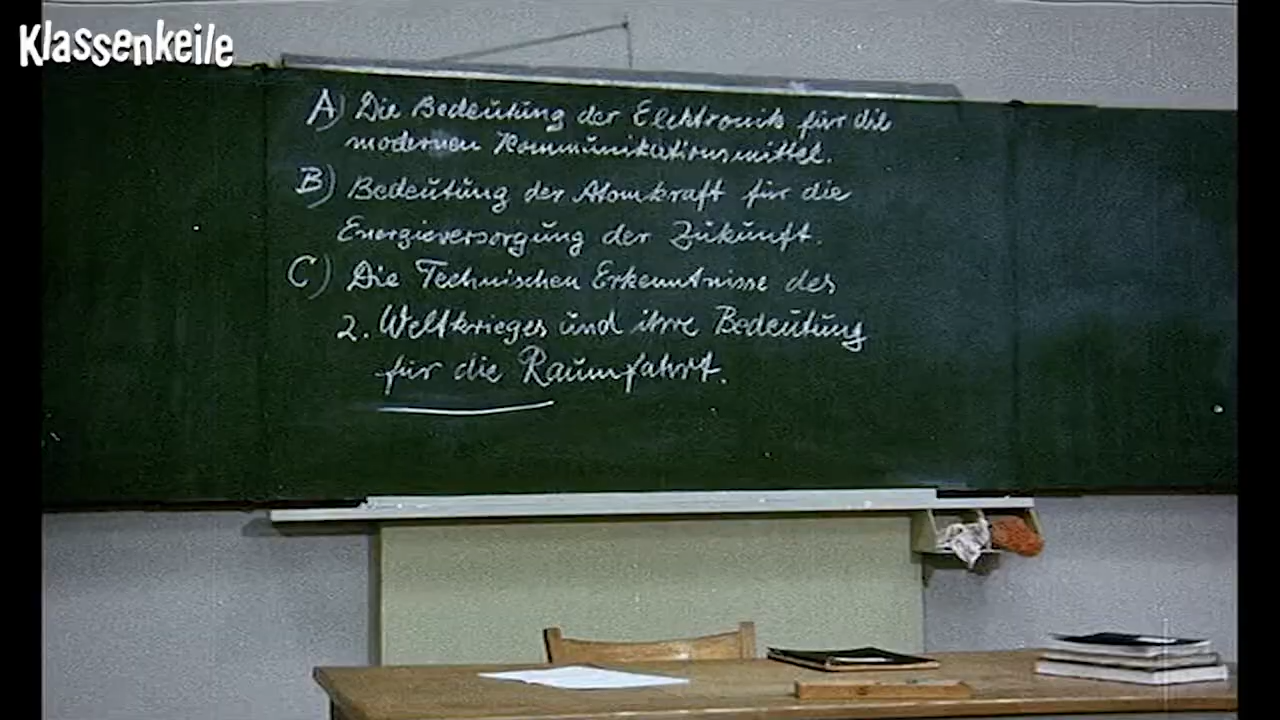 Klassenkeile
A) Die Bedeutung der Elektronik für die
modernen Kommunikationsmittel.
B) Bedeutung der Atomkraft für die
Energieversorgung der Zukunft.
C) Die Technischen Erkenntnisse des
2. Weltkrieges und ihre Bedeutung
für die Raumfahrt.